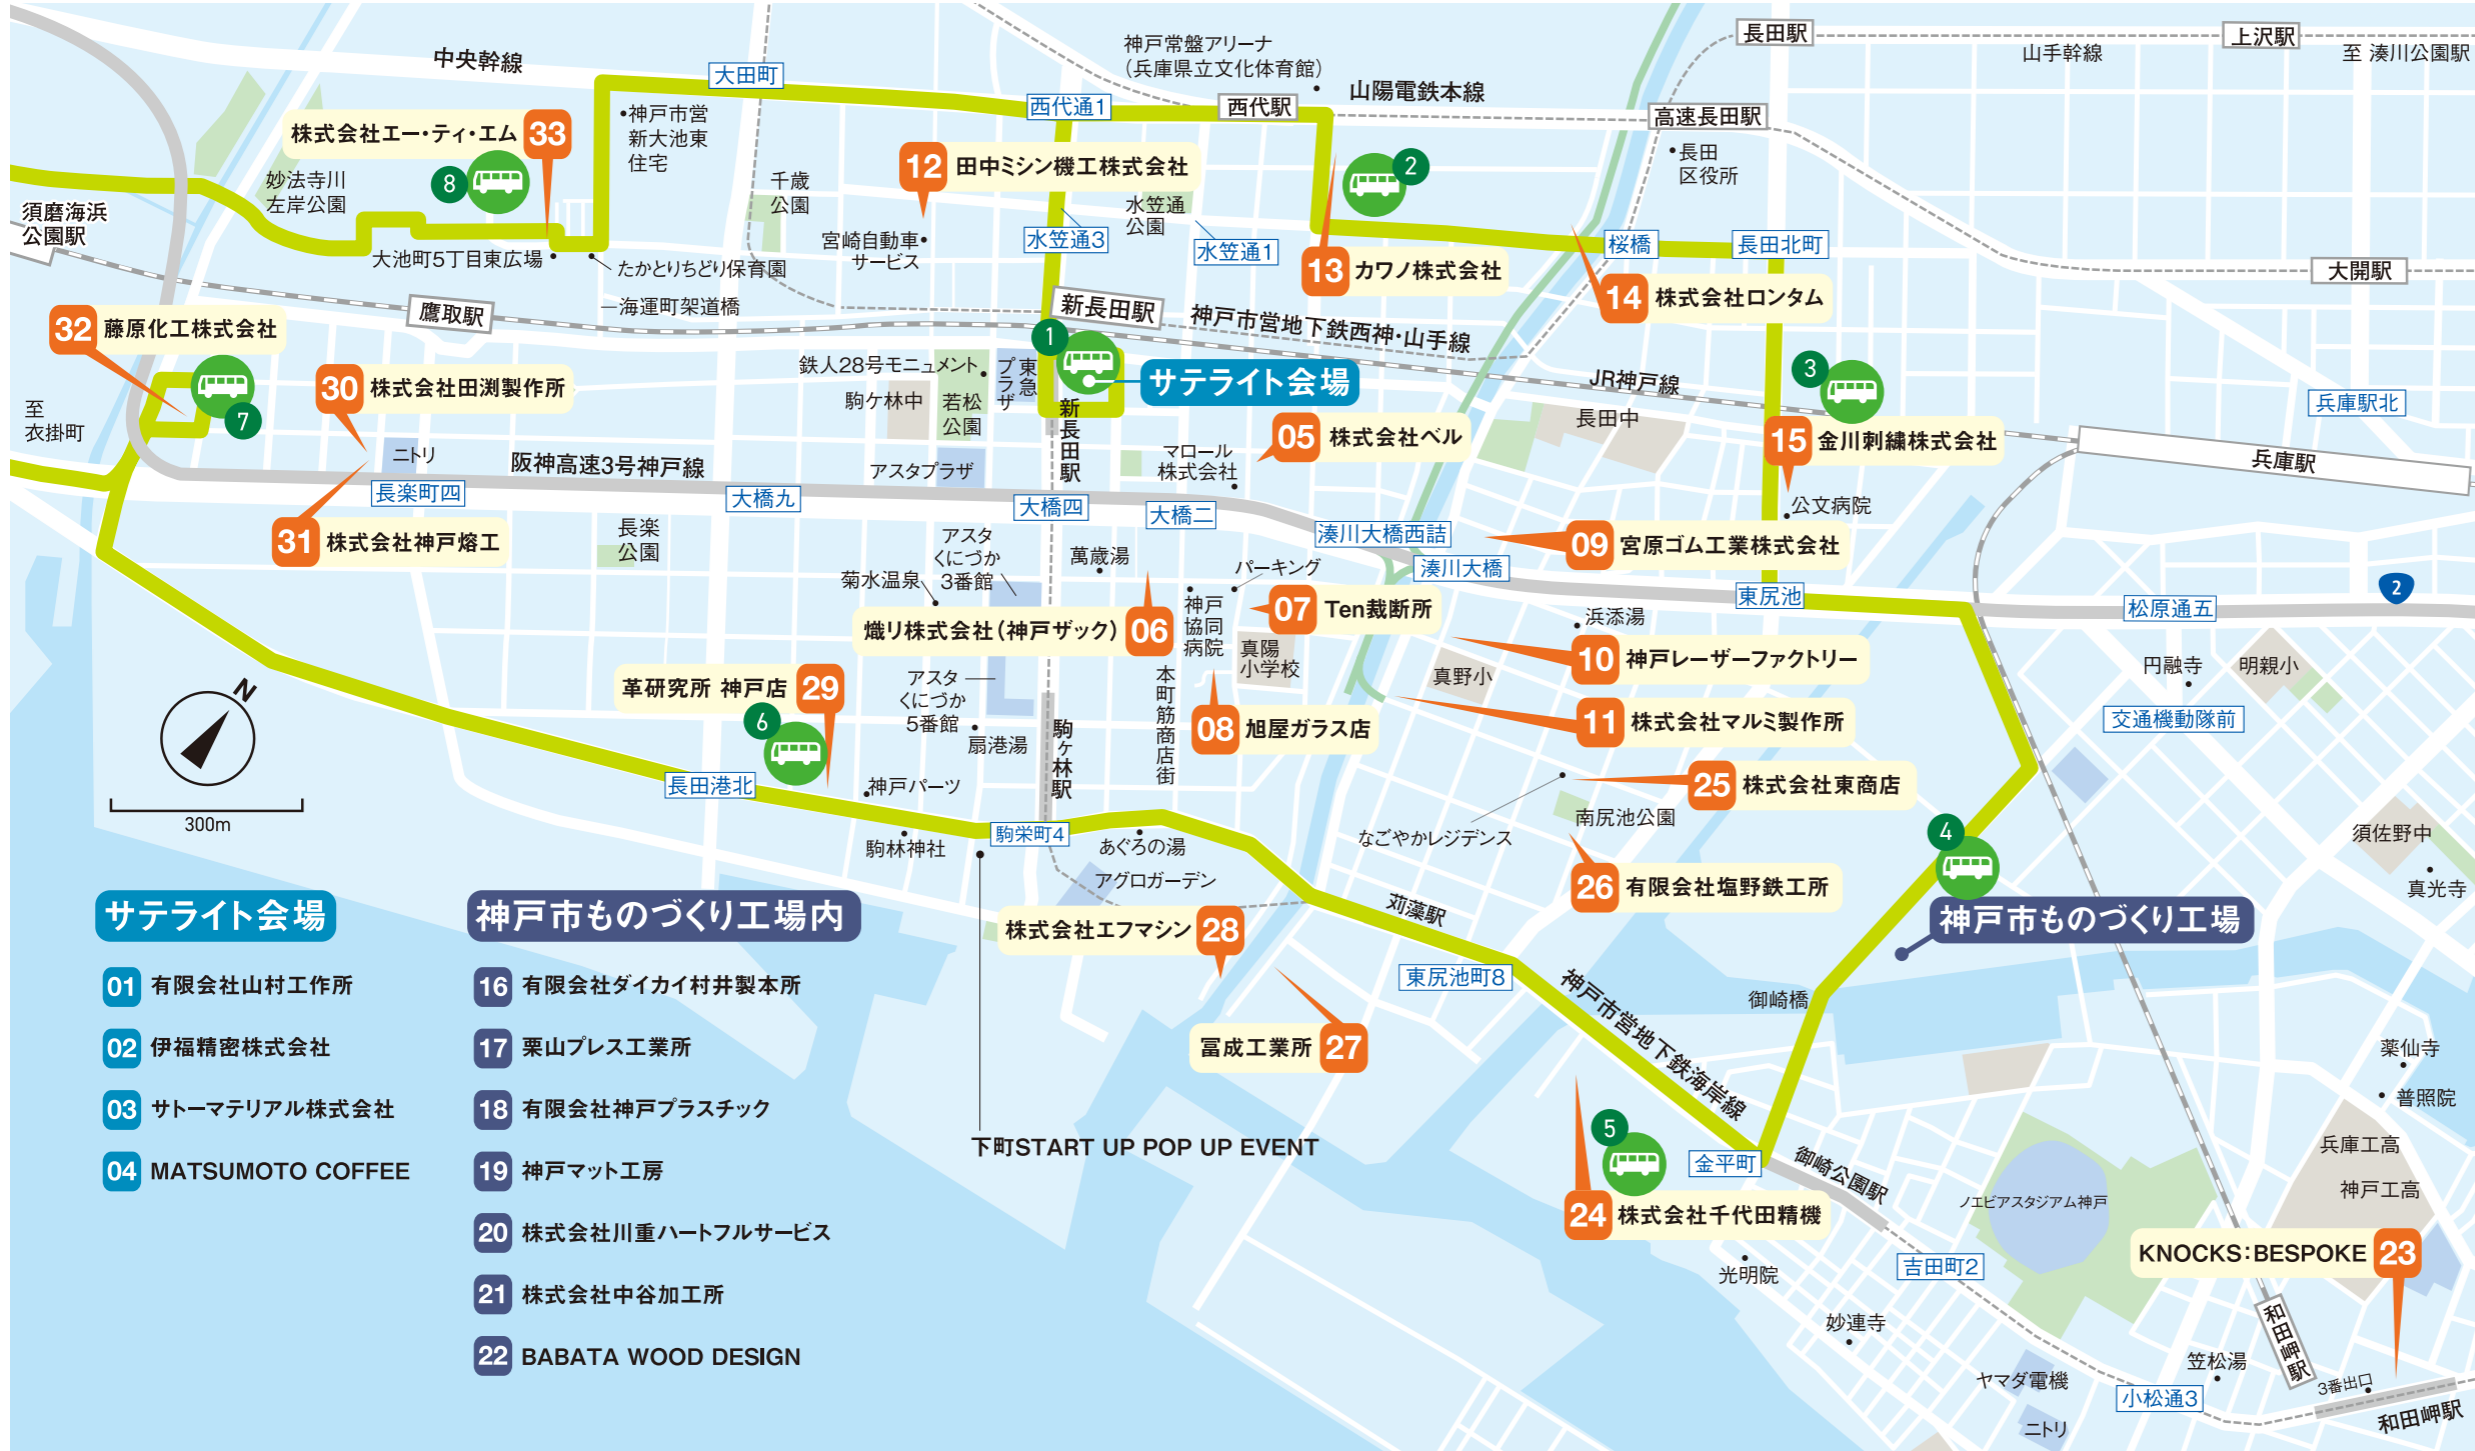 中央幹線
大田町
神戸常盤アリーナ
(兵庫県立文化体育館)
西代通1
西代駅
山陽電鉄本線
長田駅
上沢駅
山手幹線
至 湊川公園駅
高速長田駅
長田
区役所
株式会社エー・ティ・エム 33
8
神戸市営
新大池東
住宅
妙法寺川
左岸公園
須磨海浜
公園駅
大池町5丁目東広場
たかとりちどり保育園
海運町架道橋
千歳
公園
12 田中ミシン機工株式会社
宮崎自動車
サービス
水笠通3
水笠通
公園
水笠通1
2
13 カワノ株式会社
桜橋
長田北町
14 株式会社ロンタム
大開駅
32 藤原化工株式会社
鷹取駅
新長田駅
神戸市営地下鉄西神・山手線
JR神戸線
1
サテライト会場
7
至
衣掛町
30 株式会社田渕製作所
ニトリ
鉄人28号モニュメント
駒ケ林中
若松
公園
東急
プラザ
新長田駅
3
長田中
15 金川刺繍株式会社
兵庫駅北
兵庫駅
05 株式会社ベル
マロール
株式会社
阪神高速3号神戸線
アスタプラザ
長楽町四
大橋九
大橋四
大橋二
湊川大橋西詰
湊川大橋
公文病院
31 株式会社神戸熔工
長楽
公園
アスタ
くにづか
3番館
菊水温泉
萬歳湯
パーキング
神戸
協同
病院
09 宮原ゴム工業株式会社
東尻池
松原通五
2
熾リ株式会社(神戸ザック) 06
07 Ten裁断所
真陽
小学校
浜添湯
10 神戸レーザーファクトリー
真野小
円融寺
明親小
交通機動隊前
N
300m
革研究所 神戸店 29
6
アスタ
くにづか
5番館
扇港湯
駒ヶ林駅
本町筋商店街
08 旭屋ガラス店
11 株式会社マルミ製作所
25 株式会社東商店
長田港北
神戸パーツ
駒林神社
駒栄町4
あぐろの湯
アグロガーデン
なごやかレジデンス
南尻池公園
4
須佐野中
真光寺
26 有限会社塩野鉄工所
苅藻駅
神戸市ものづくり工場
株式会社エフマシン 28
東尻池町8
神戸市営地下鉄海岸線
御崎橋
冨成工業所 27
下町START UP POP UP EVENT
薬仙寺
普照院
5
金平町
御崎公園駅
24 株式会社千代田精機
光明院
ノエビアスタジアム神戸
兵庫工高
神戸工高
吉田町2
KNOCKS:BESPOKE 23
妙連寺
和田岬駅
笠松湯
3番出口
ヤマダ電機
小松通3
ニトリ
和田岬駅
サテライト会場
01 有限会社山村工作所
02 伊福精密株式会社
03 サトーマテリアル株式会社
04 MATSUMOTO COFFEE
神戸市ものづくり工場内
16 有限会社ダイカイ村井製本所
17 栗山プレス工業所
18 有限会社神戸プラスチック
19 神戸マット工房
20 株式会社川重ハートフルサービス
21 株式会社中谷加工所
22 BABATA WOOD DESIGN